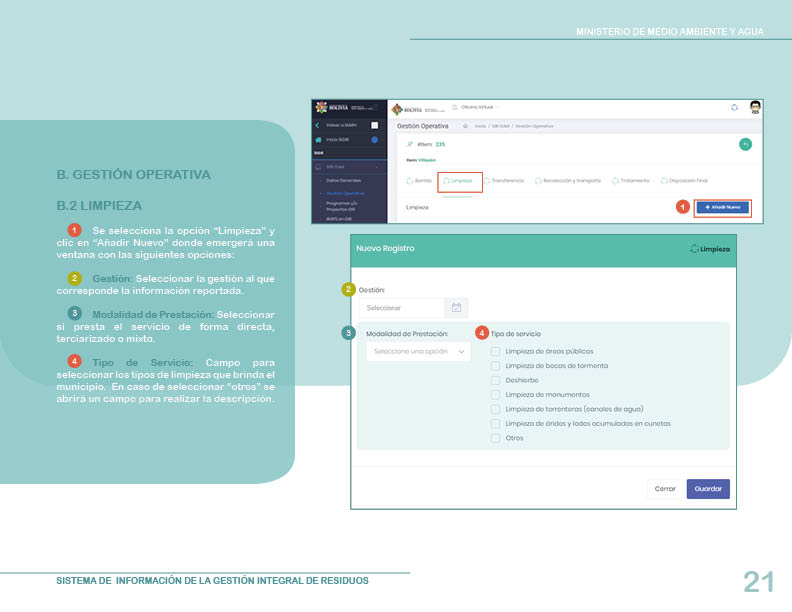 MINISTERIO DE MEDIO AMBIENTE Y AGUA
B. GESTIÓN OPERATIVA
B.2 LIMPIEZA
1 Se selecciona la opción “Limpieza” y
clic en “Añadir Nuevo” donde emergerá una
ventana con las siguientes opciones:
2 Gestión: Seleccionar la gestión al que
corresponde la información reportada.
3 Modalidad de Prestación: Seleccionar
si presta el servicio de forma directa,
terciarizado o mixto.
4 Tipo de Servicio: Campo para
seleccionar los tipos de limpieza que brinda el
municipio. En caso de seleccionar “otros” se
abrirá un campo para realizar la descripción.
BOLIVIA
Volver a SIARH
Inicio SIGIR
SIGIR
Datos Generales
Gestión Operativa
Programas y/o
Proyectos GIR
BOLIVIA
Oficina Virtual
Gestión Operativa Inicio / MR Salar / Gestión Operativa
#Item: 235
Item: Villazón
Barrido Limpieza Transferencia Recolección y transporte Tratamiento Disposición Final
Limpieza 1 + Añadir Nuevo
Nuevo Registro Limpieza
2 Gestión:
Seleccionar
3 Modalidad de Prestación:
Seleccione una opción
4 Tipo de servicio
Limpieza de áreas públicas
Limpieza de bocas de tormenta
Deshierbe
Limpieza de monumentos
Limpieza de torrenteras (canales de agua)
Limpieza de áridos y lodos acumulados en cunetas
Otros
Cerrar Guardar
SISTEMA DE INFORMACIÓN DE LA GESTIÓN INTEGRAL DE RESIDUOS
21